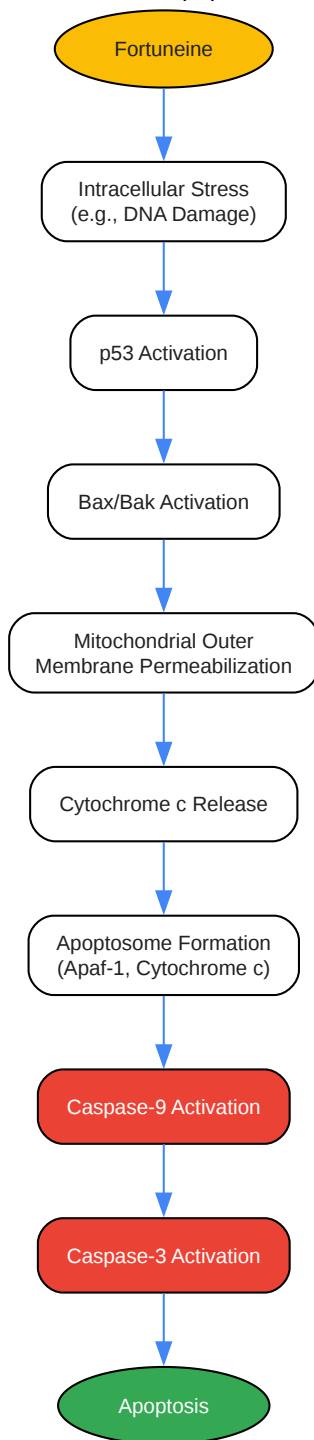 Fortuneine
Intracellular Stress
(e.g., DNA Damage)
p53 Activation
Bax/Bak Activation
Mitochondrial Outer
Membrane Permeabilization
Cytochrome c Release
Apoptosome Formation
(Apaf-1, Cytochrome c)
Caspase-9 Activation
Caspase-3 Activation
Apoptosis